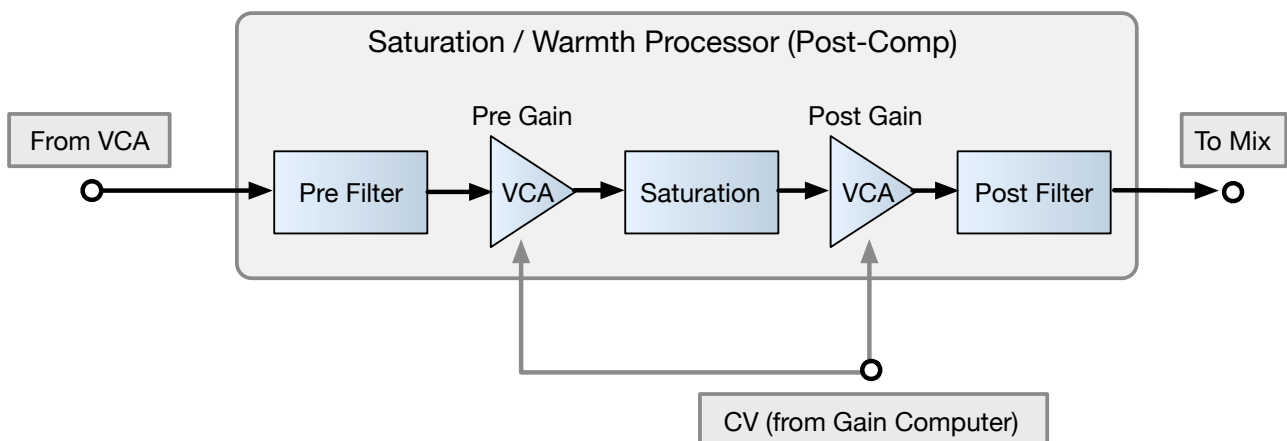 Saturation / Warmth Processor (Post-Comp)
Pre Gain
Post Gain
From VCA
To Mix
Pre Filter
VCA
Saturation
VCA
Post Filter
CV (from Gain Computer)